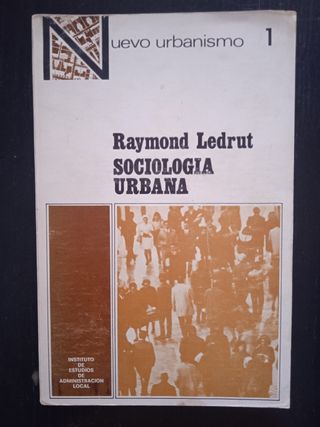 Nuevo urbanismo 1
Raymond Ledrut
SOCIOLOGIA
URBANA
INSTITUTO
DE
ESTUDIOS
DE
ADMINISTRACION
LOCAL